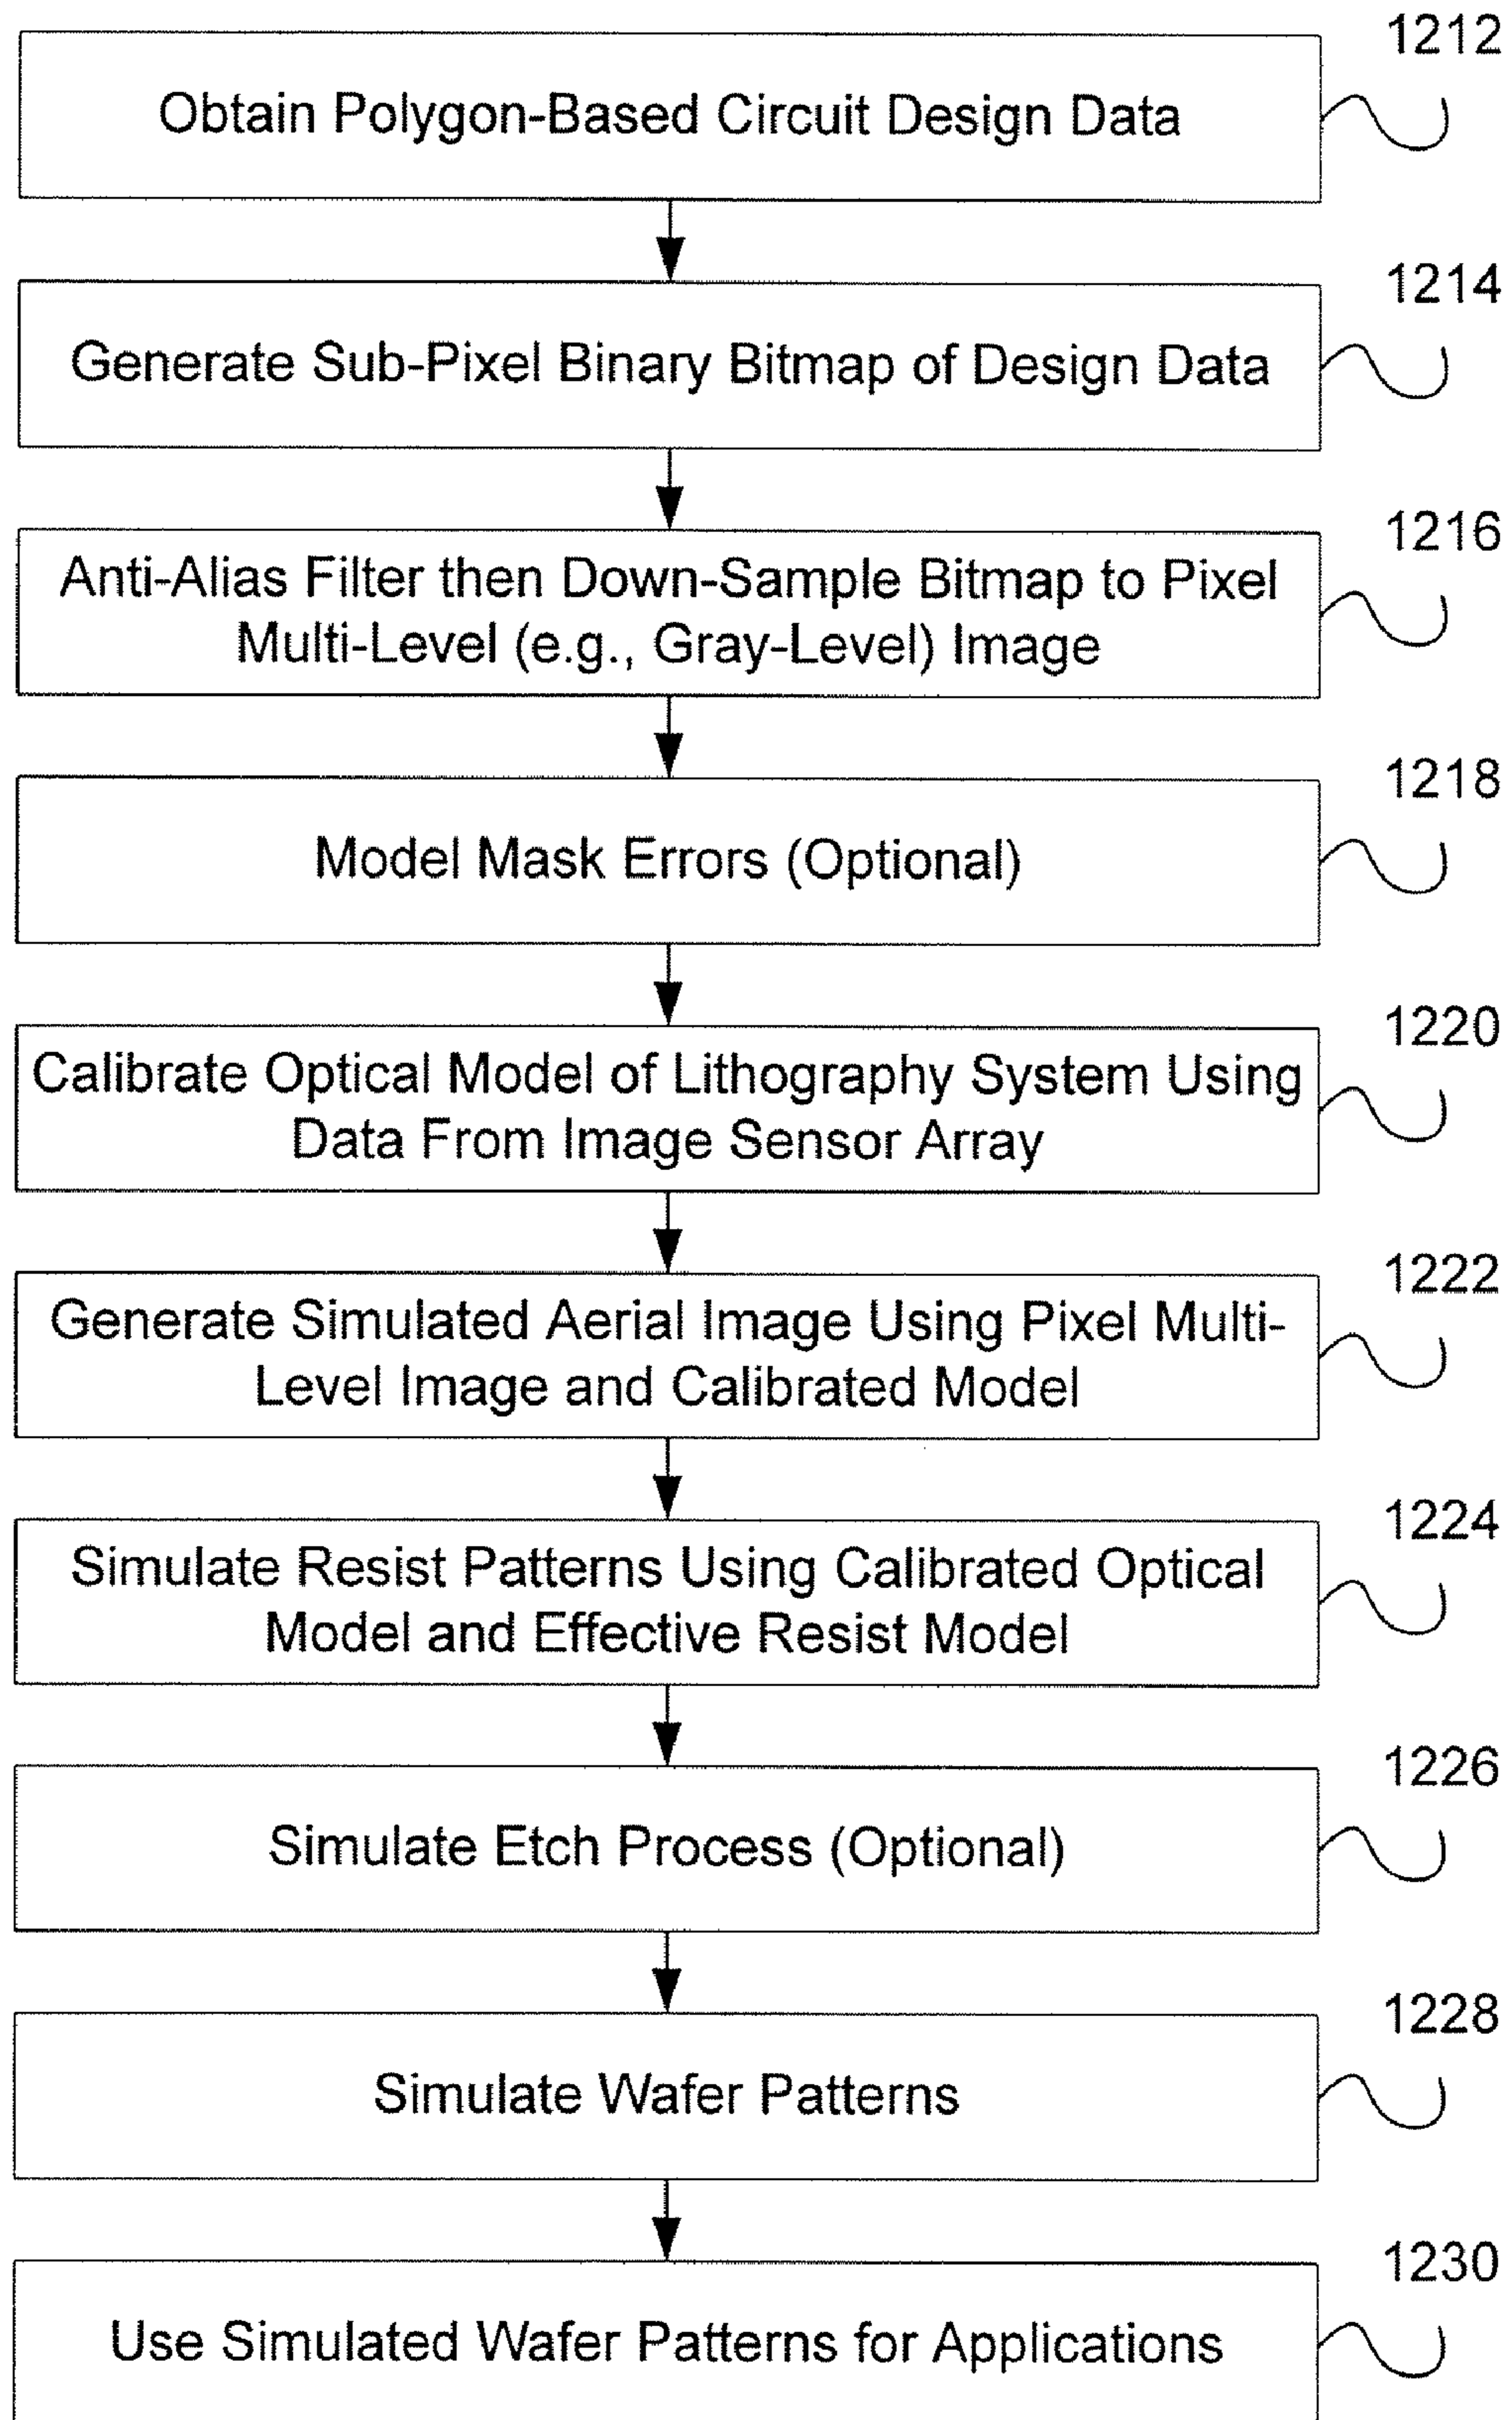 1212
Obtain Polygon-Based Circuit Design Data
1214
Generate Sub-Pixel Binary Bitmap of Design Data
1216
Anti-Alias Filter then Down-Sample Bitmap to Pixel
Multi-Level (e.g., Gray-Level) Image
1218
Model Mask Errors (Optional)
1220
Calibrate Optical Model of Lithography System Using
Data From Image Sensor Array
1222
Generate Simulated Aerial Image Using Pixel Multi-
Level Image and Calibrated Model
1224
Simulate Resist Patterns Using Calibrated Optical
Model and Effective Resist Model
1226
Simulate Etch Process (Optional)
1228
Simulate Wafer Patterns
1230
Use Simulated Wafer Patterns for Applications